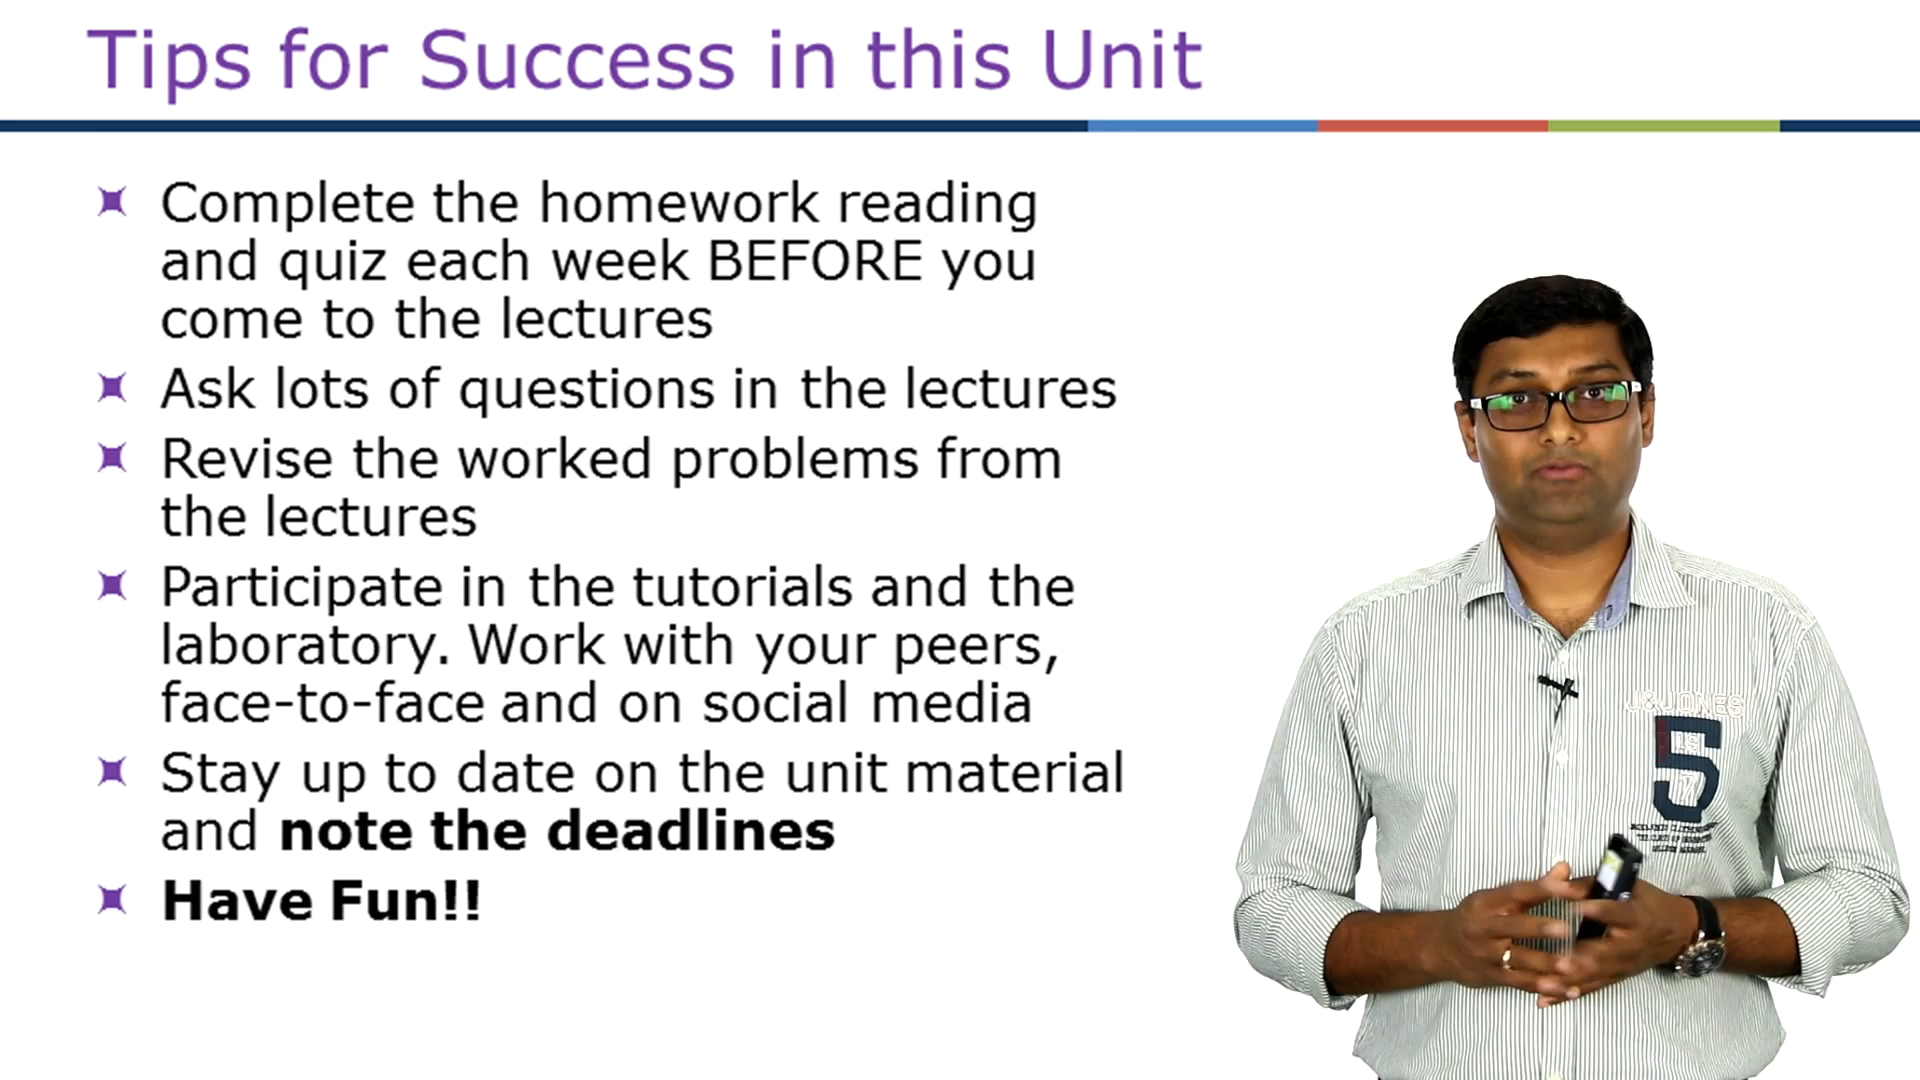 Tips for Success in this Unit
Complete the homework reading
and quiz each week BEFORE you
come to the lectures
Ask lots of questions in the lectures
Revise the worked problems from
the lectures
Participate in the tutorials and the
laboratory. Work with your peers,
face-to-face and on social media
Stay up to date on the unit material
and note the deadlines
Have Fun!!
J&JONES
5